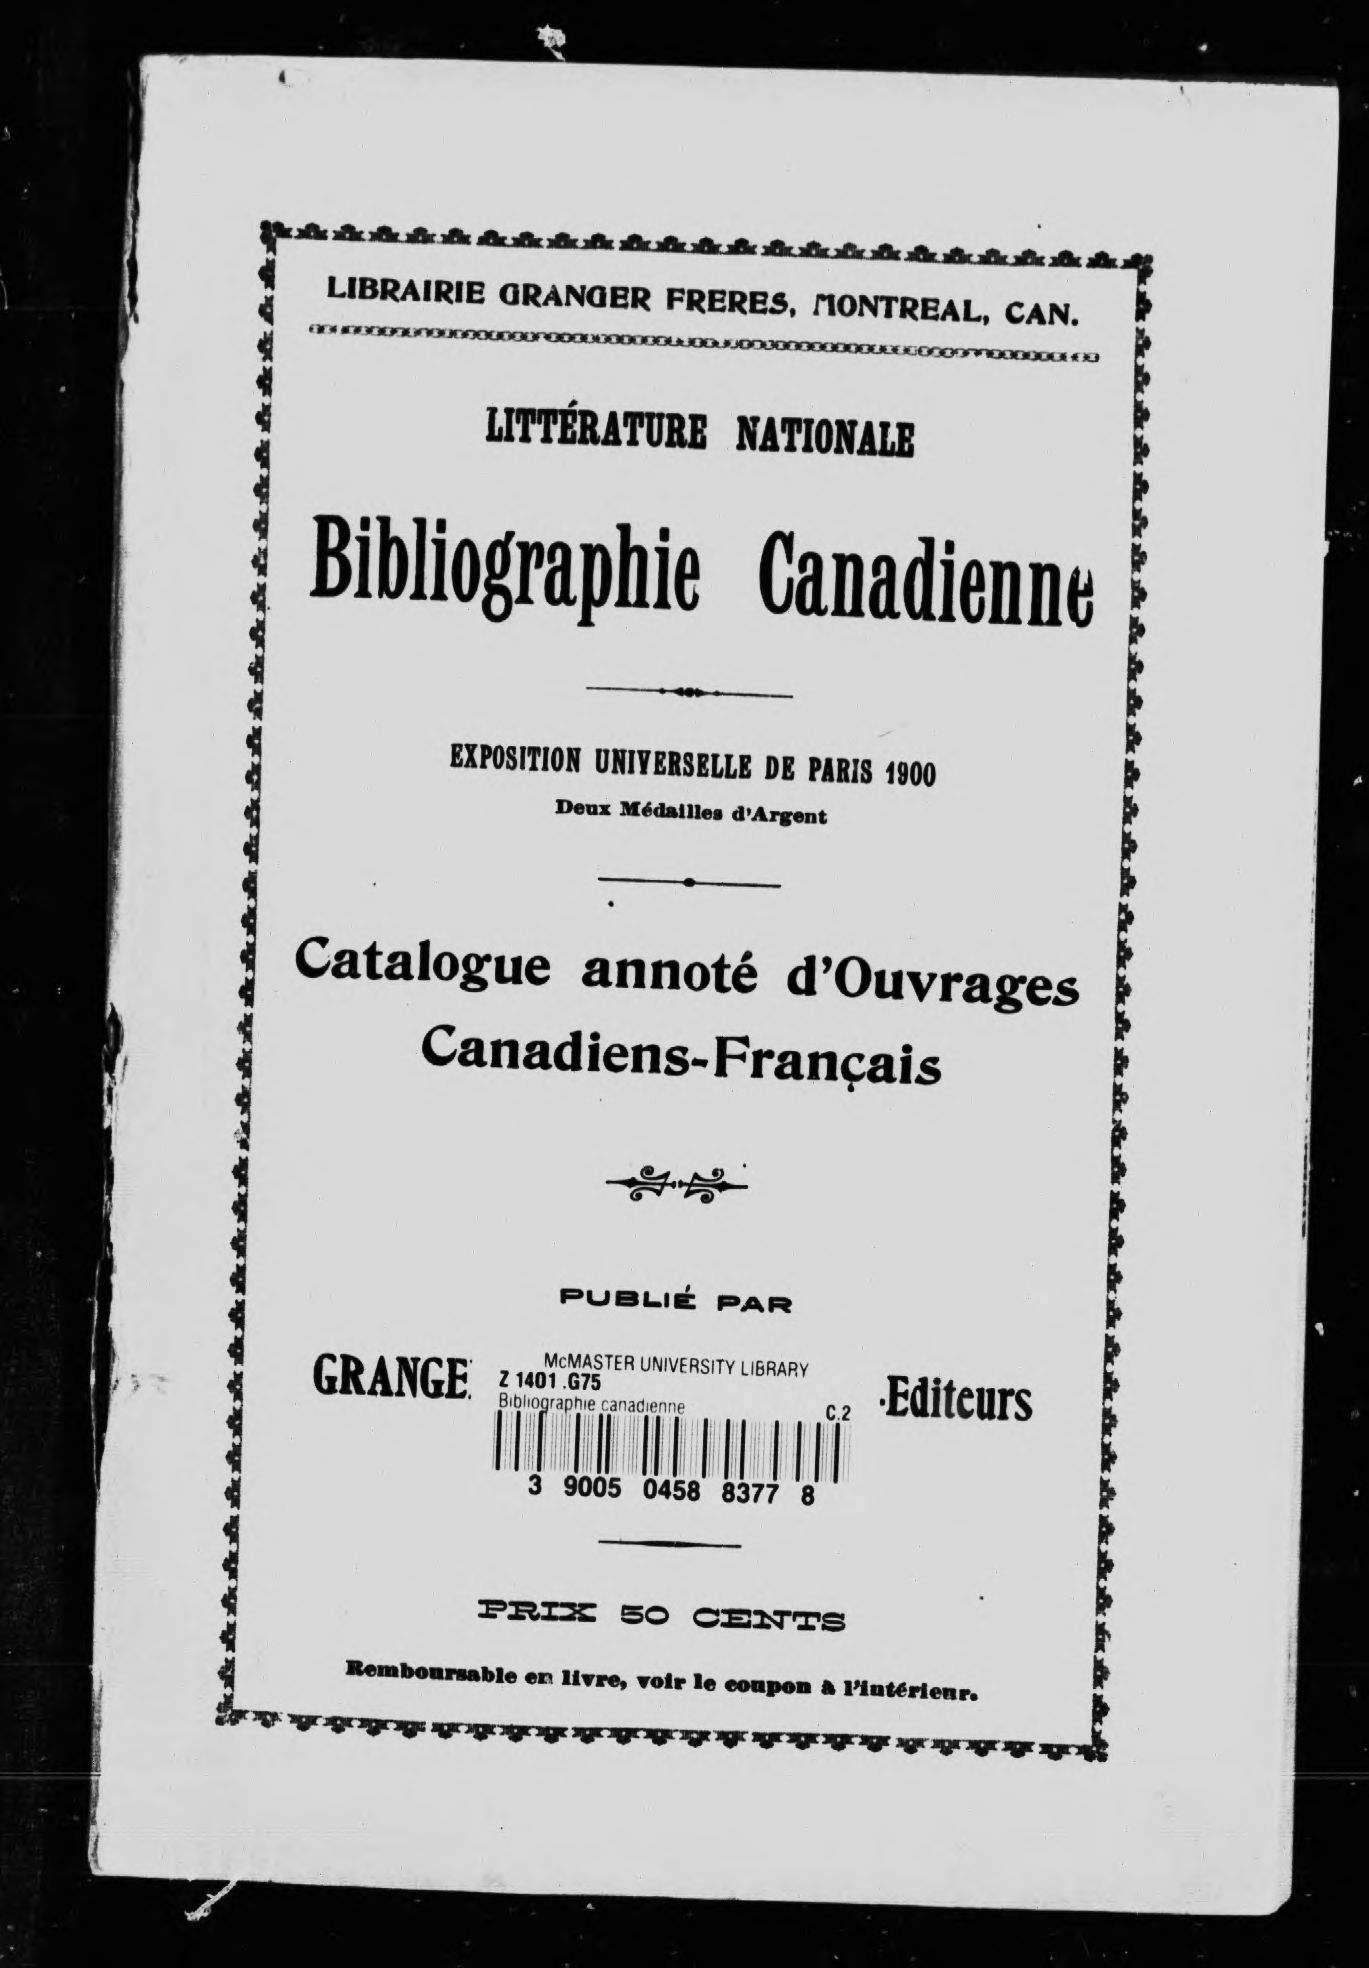 LIBRAIRIE GRANGER FRERES, MONTREAL, CAN.
LITTÉRATURE NATIONALE
Bibliographie Canadienne
EXPOSITION UNIVERSELLE DE PARIS 1900
Deux Médailles d'Argent
Catalogue annoté d'Ouvrages
Canadiens-Français
PUBLIÉ PAR
GRANGE
McMASTER UNIVERSITY LIBRARY
Z 1401 .G75
Bibliographie canadienne
C.2
3 9005 0458 8377 8
Editeurs
PRIX 50 CENTS
Remboursable en livre, voir le coupon à l'intérieur.